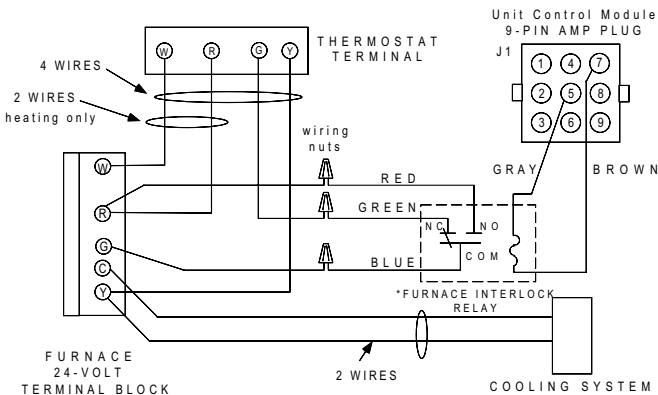 Unit Control Module
9-PIN AMP PLUG
J1
1 4 7
2 5 8
3 6 9
W R G Y
THERMOSTAT
TERMINAL
4 WIRES
2 WIRES
heating only
wiring
nuts
GRAY
BROWN
W
R
G
C
Y
RED
GREEN
BLUE
NC
NO
COM
*FURNACE INTERLOCK
RELAY
2 WIRES
FURNACE
24-VOLT
TERMINAL BLOCK
COOLING SYSTEM